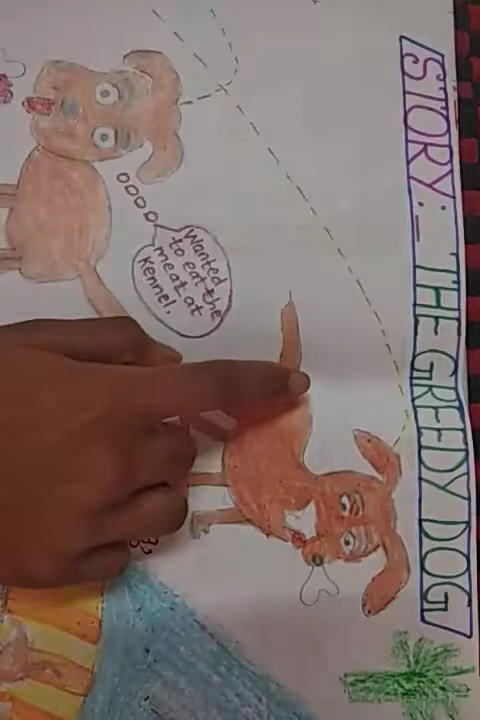 STORY:_ THE GREEDY DOG
Wanted
to eat the
meat at
Kennel.